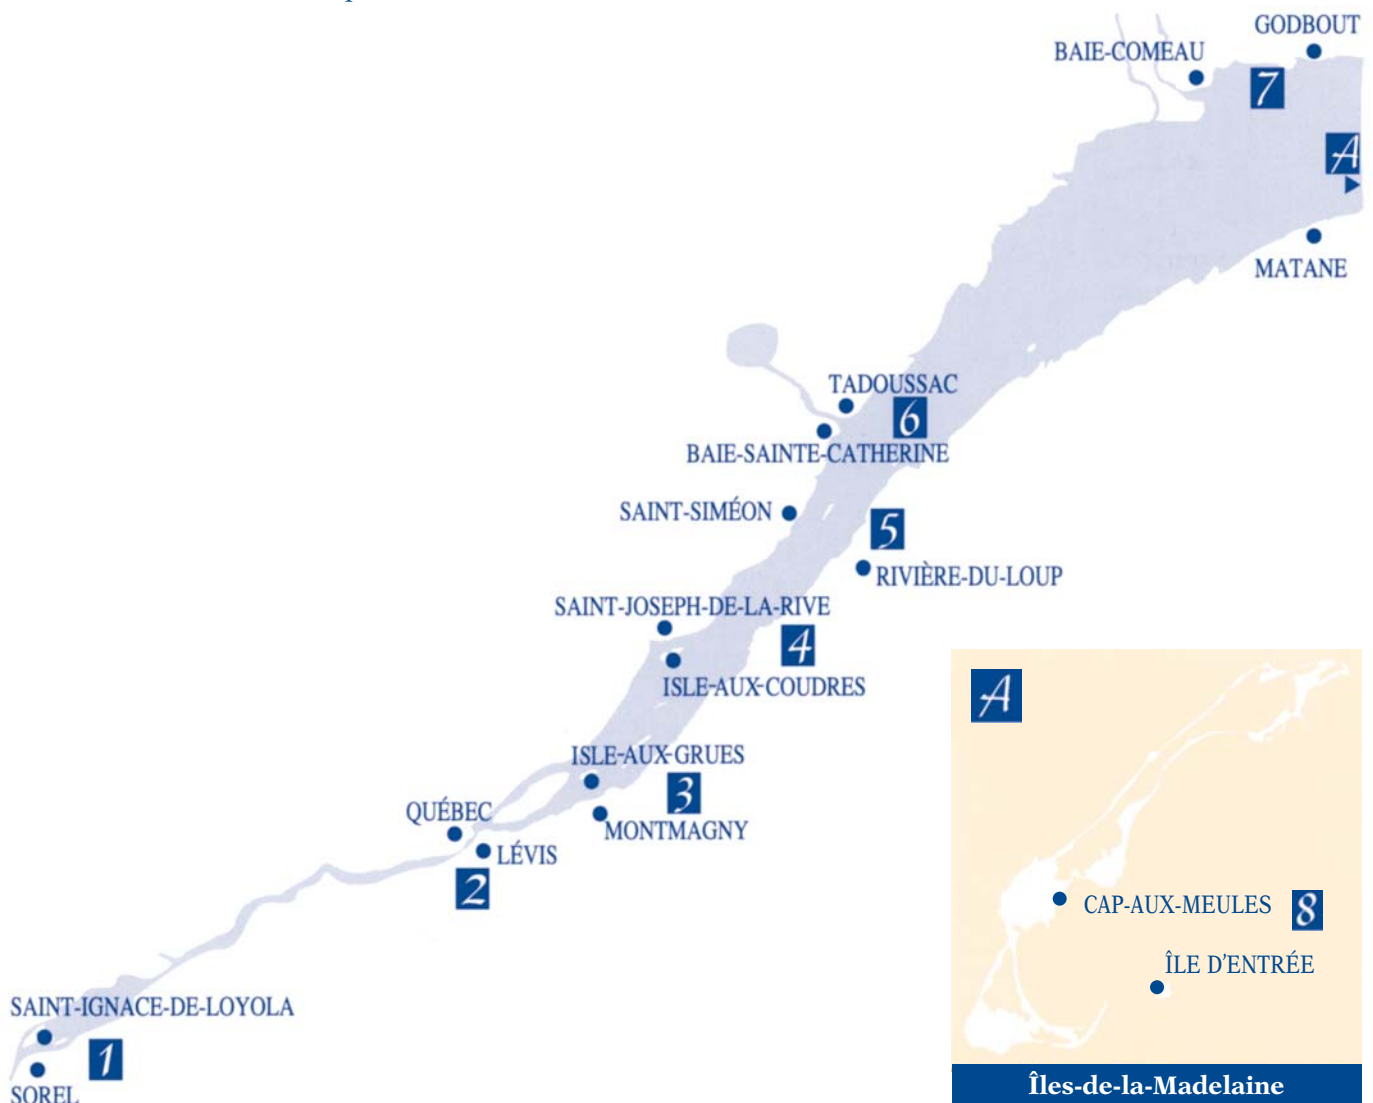 GODBOUT
BAIE-COMEAU
7
A
MATANE
TADOUSSAC
6
BAIE-SAINTE-CATHERINE
SAINT-SIMÉON
5
RIVIÈRE-DU-LOUP
SAINT-JOSEPH-DE-LA-RIVE
4
ISLE-AUX-COUDRES
A
ISLE-AUX-GRUES
3
QUÉBEC
MONTMAGNY
LÉVIS
2
CAP-AUX-MEULES 8
ÎLE D'ENTRÉE
SAINT-IGNACE-DE-LOYOLA
1
SOREL
Îles-de-la-Madelaine